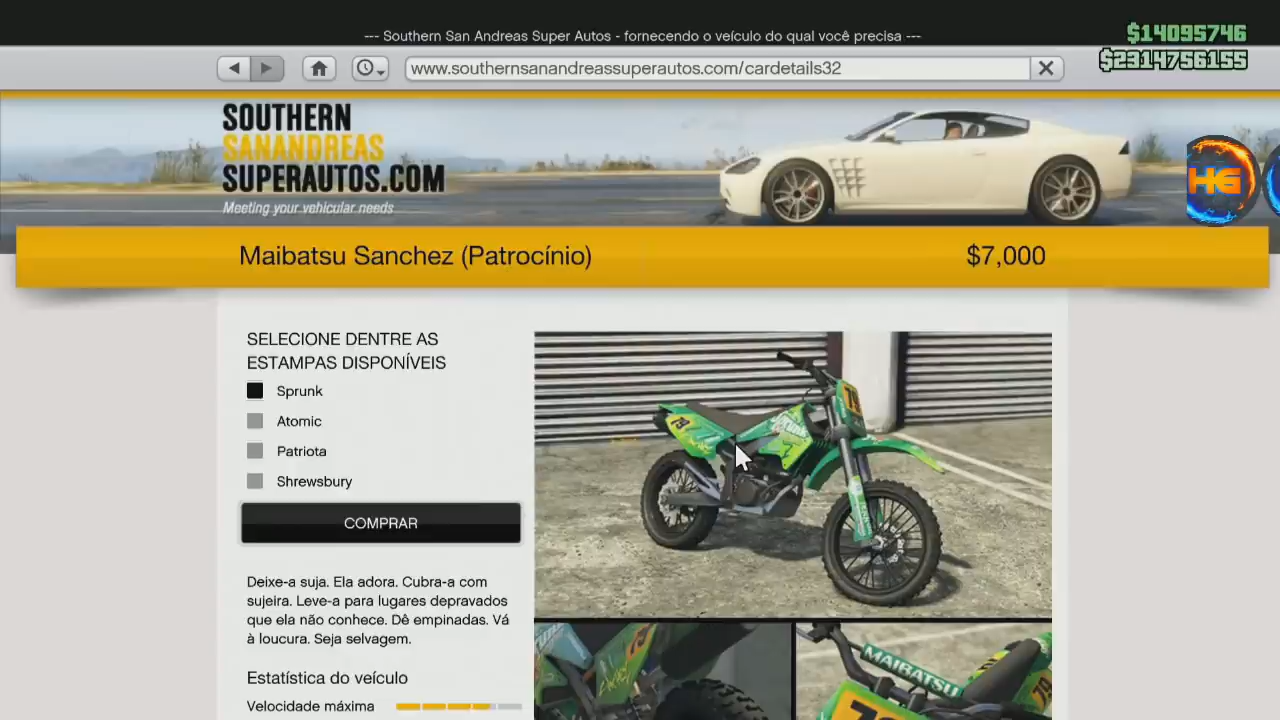 --- Southern San Andreas Super Autos - fornecendo o veículo do qual você precisa ---
$14095746
$2314756155
www.southernsanandreassuperautos.com/cardetails32
SOUTHERN
SANANDREAS
SUPERAUTOS.COM
Meeting your vehicular needs
HG
Maibatsu Sanchez (Patrocínio)
$7,000
SELECIONE DENTRE AS
ESTAMPAS DISPONÍVEIS
Sprunk
Atomic
Patriota
Shrewsbury
COMPRAR
Deixe-a suja. Ela adora. Cubra-a com
sujeira. Leve-a para lugares depravados
que ela não conhece. Dê empinadas. Vá
à loucura. Seja selvagem.
Estatística do veículo
Velocidade máxima
79
MAIBATSU
79